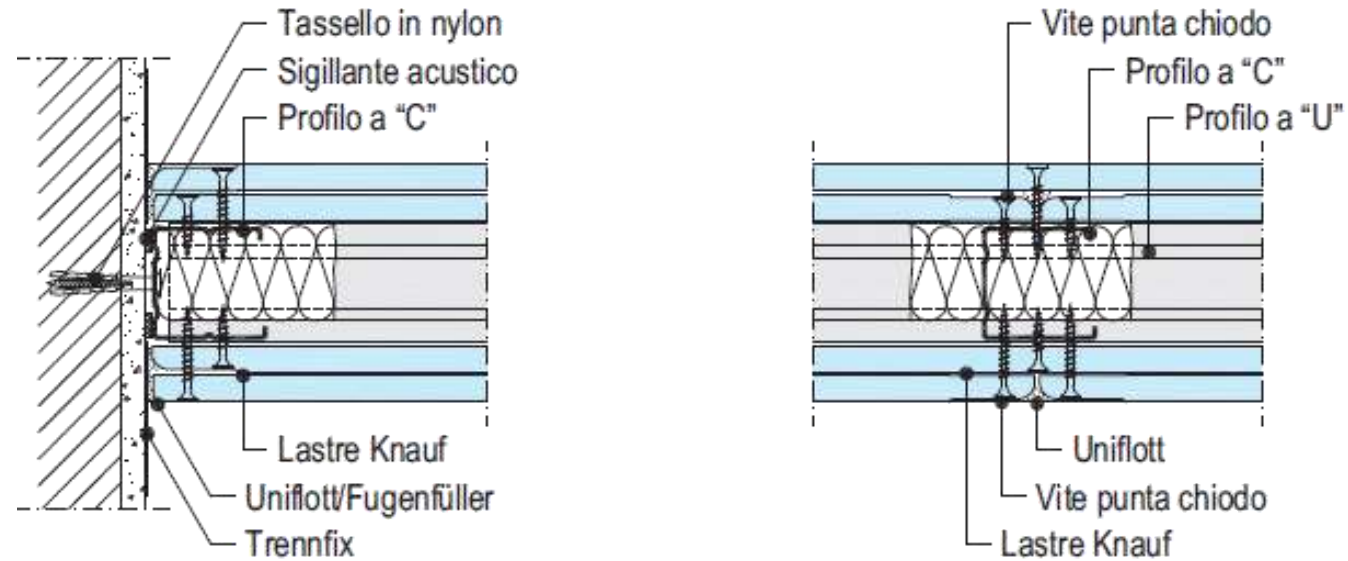 Tassello in nylon
Sigillante acustico
Profilo a “C”
Lastre Knauf
Uniflott/Fugenfüller
Trennfix
Vite punta chiodo
Profilo a “C”
Profilo a “U”
Uniflott
Vite punta chiodo
Lastre Knauf